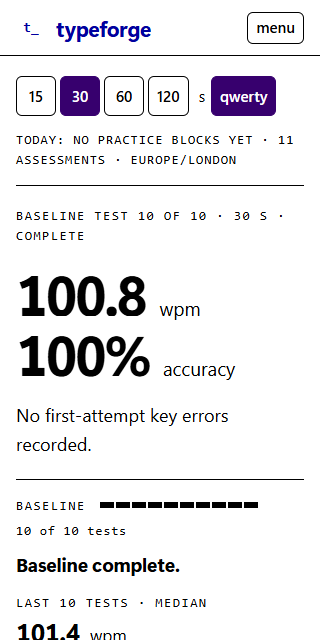 t_ typeforge menu
15 30 60 120 s qwerty
TODAY: NO PRACTICE BLOCKS YET · 11
ASSESSMENTS · EUROPE/LONDON
BASELINE TEST 10 OF 10 · 30 S ·
COMPLETE
100.8 wpm
100% accuracy
No first-attempt key errors
recorded.
BASELINE
10 of 10 tests
Baseline complete.
LAST 10 TESTS · MEDIAN
101.4 wpm